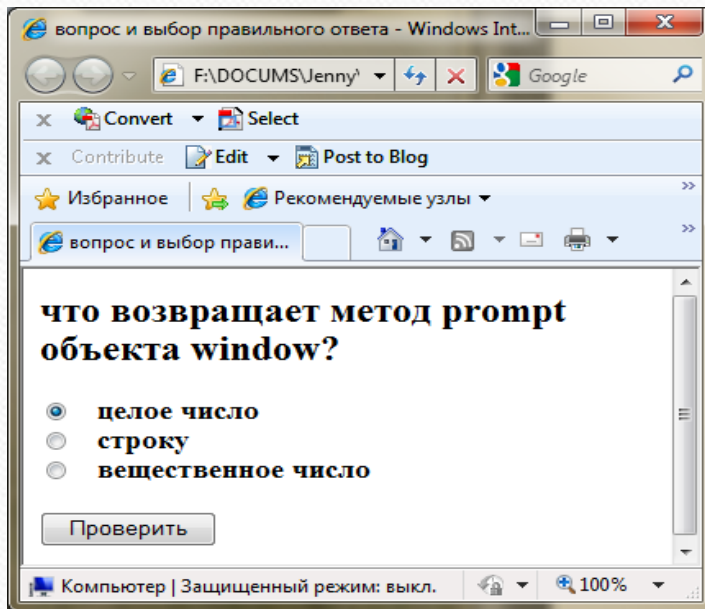 вопрос и выбор правильного ответа - Windows Int...
F:\DOCUMS\Jenny\
Google
x Convert Select
x Contribute Edit Post to Blog
Избранное Рекомендуемые узлы
вопрос и выбор прави...
что возвращает метод prompt
объекта window?
целое число
строку
вещественное число
Проверить
Компьютер | Защищенный режим: выкл. 100%